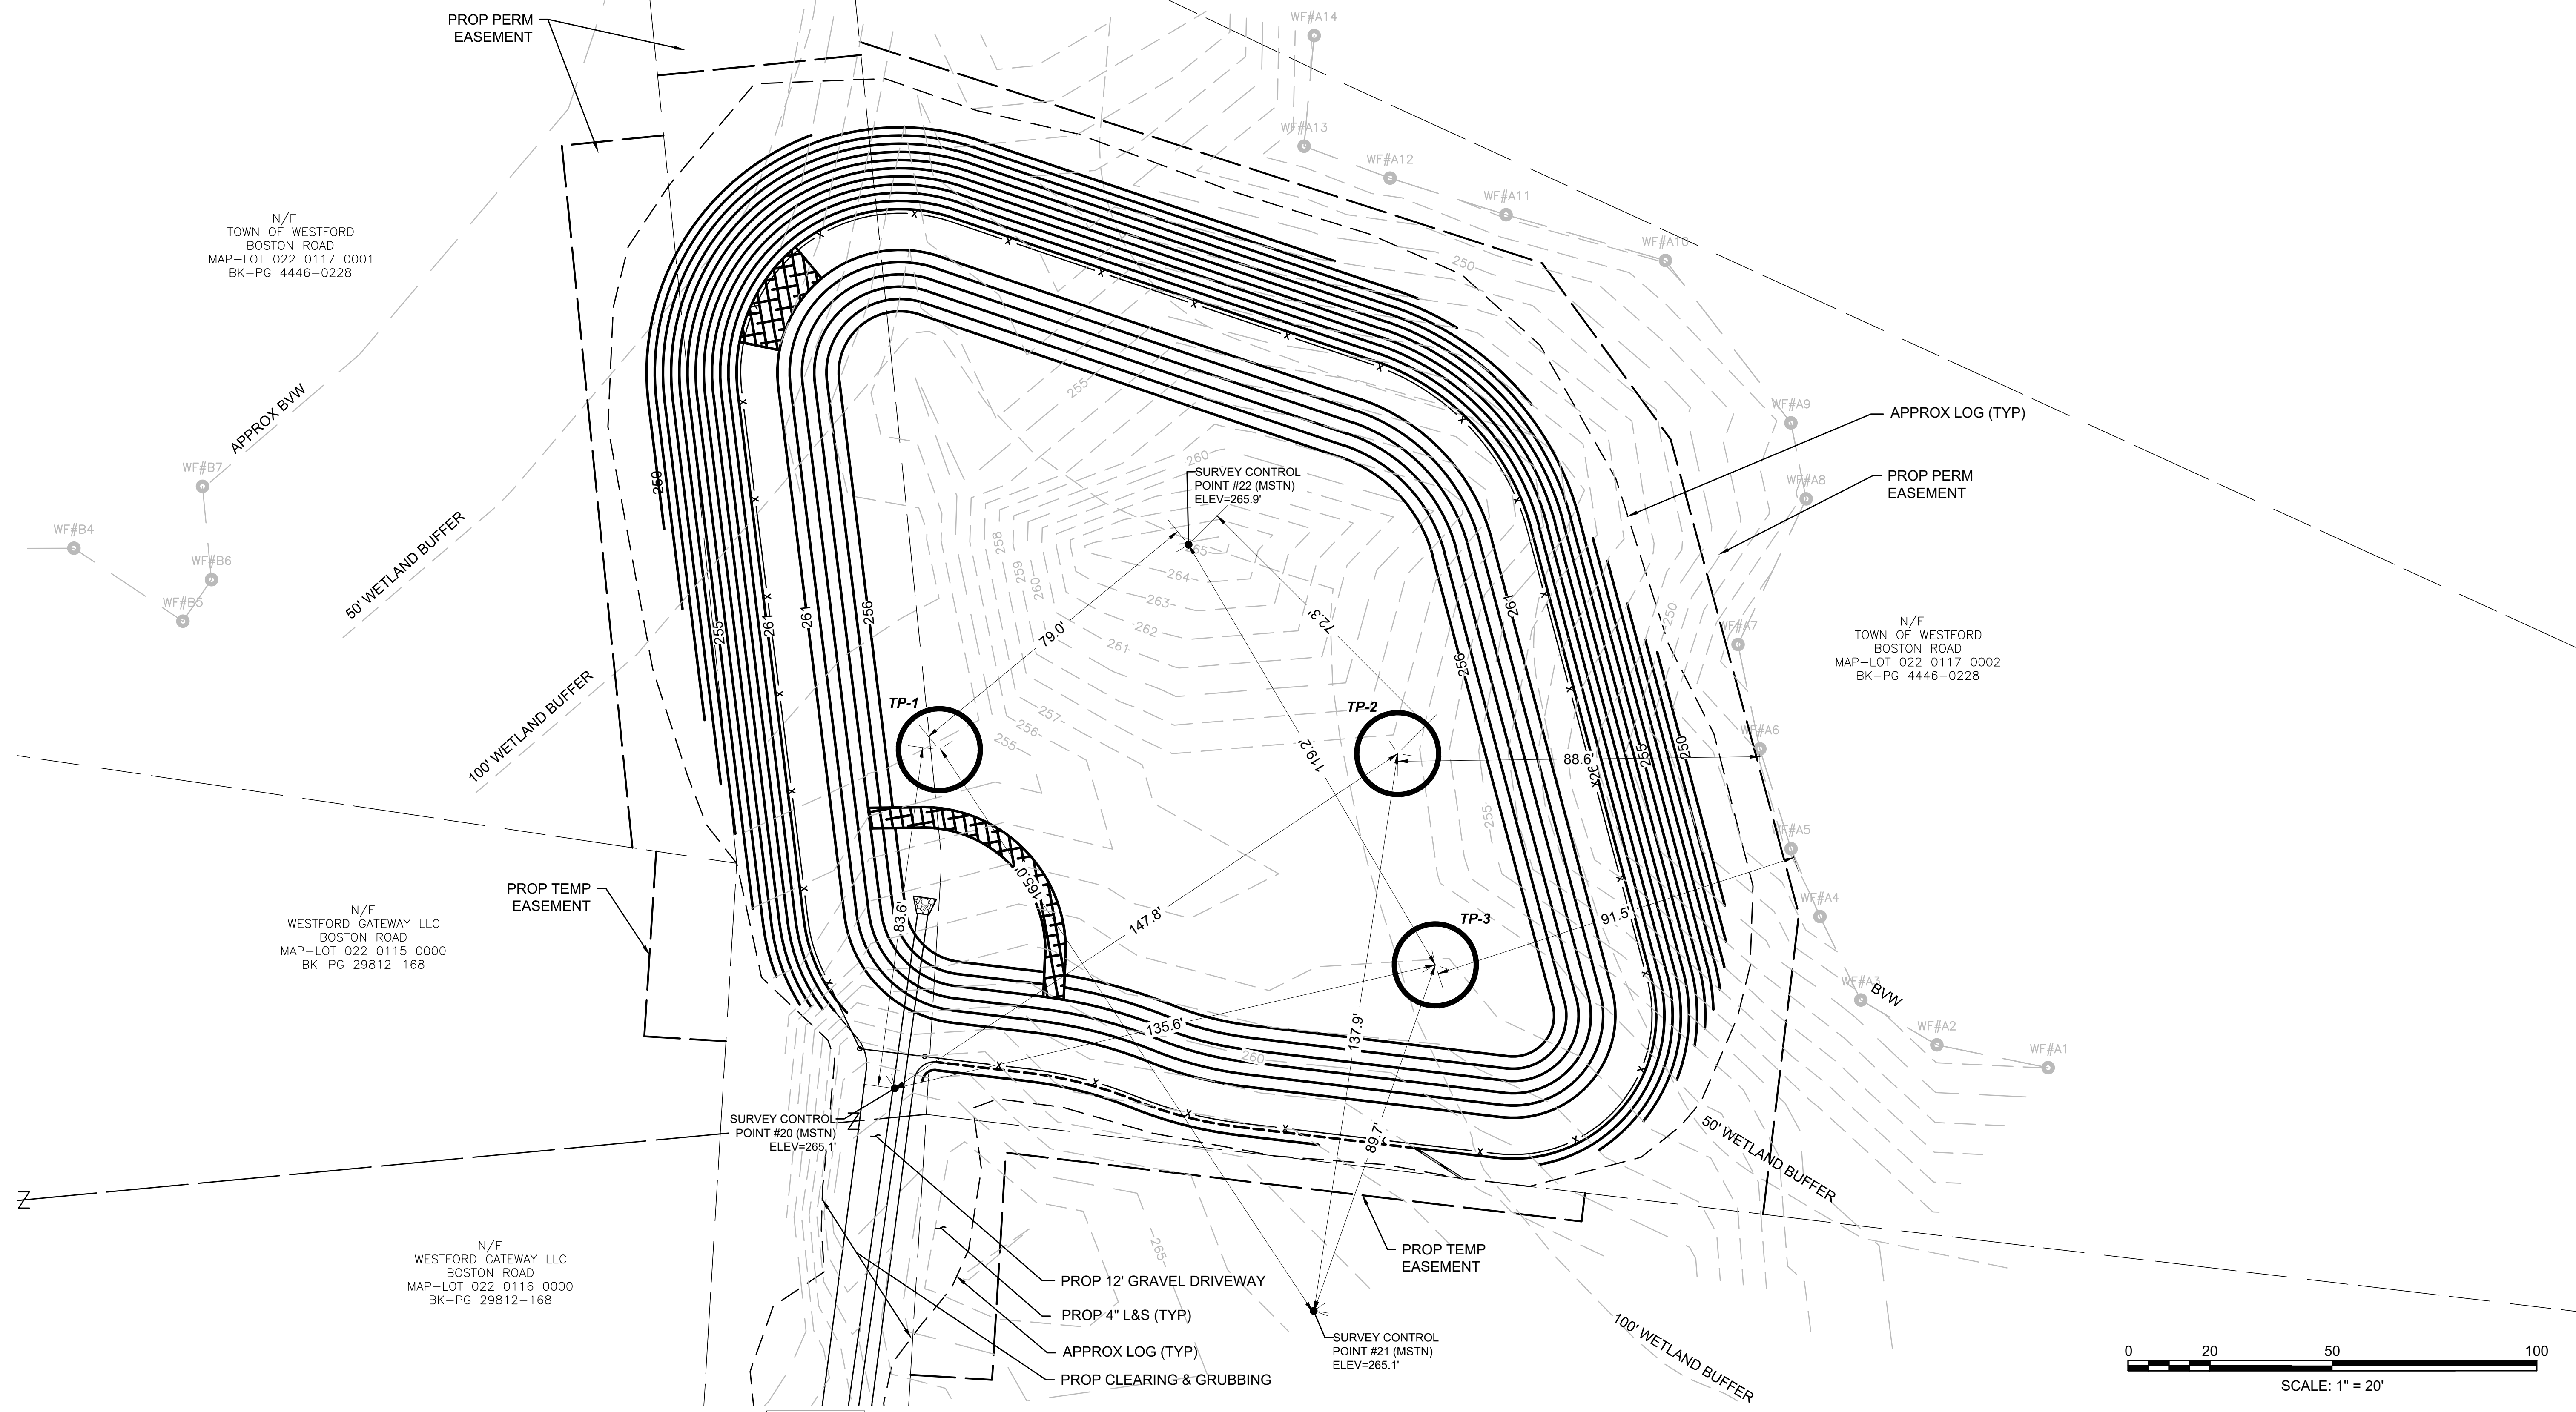 PROP PERM
EASEMENT
WF#A14
WF#A13
WF#A12
WF#A11
WF#A10
N/F
TOWN OF WESTFORD
BOSTON ROAD
MAP-LOT 022 0117 0001
BK-PG 4446-0228
250
255
WF#A9
APPROX LOG (TYP)
APPROX BVW
260
SURVEY CONTROL
POINT #22 (MSTN)
ELEV=265.9'
WF#B7
250
WF#A8
PROP PERM
EASEMENT
WF#B4
WF#B6
WF#B5
50' WETLAND BUFFER
258
259
260
265
264
263
262
261
72.3'
79.0'
261
250
WF#A7
255
261
261
256
256
N/F
TOWN OF WESTFORD
BOSTON ROAD
MAP-LOT 022 0117 0002
BK-PG 4446-0228
100' WETLAND BUFFER
TP-1
TP-2
257
256
255
119.2'
88.6'
261
255
250
WF#A6
255
WF#A5
PROP TEMP
EASEMENT
165.0'
83.6'
147.8'
TP-3
91.5'
WF#A4
N/F
WESTFORD GATEWAY LLC
BOSTON ROAD
MAP-LOT 022 0115 0000
BK-PG 29812-168
WF#A3
BVW
135.6'
137.9'
260
WF#A2
WF#A1
SURVEY CONTROL
POINT #20 (MSTN)
ELEV=265.1'
89.7'
50' WETLAND BUFFER
N/F
WESTFORD GATEWAY LLC
BOSTON ROAD
MAP-LOT 022 0116 0000
BK-PG 29812-168
265
PROP TEMP
EASEMENT
PROP 12' GRAVEL DRIVEWAY
PROP 4" L&S (TYP)
APPROX LOG (TYP)
PROP CLEARING & GRUBBING
SURVEY CONTROL
POINT #21 (MSTN)
ELEV=265.1'
100' WETLAND BUFFER
0 20 50 100
SCALE: 1" = 20'